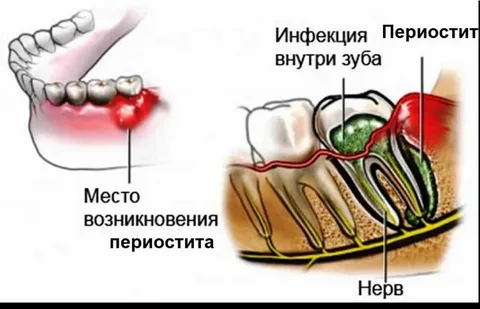 Инфекция
внутри зуба
Периостит
Место
возникновения
периостита
Нерв